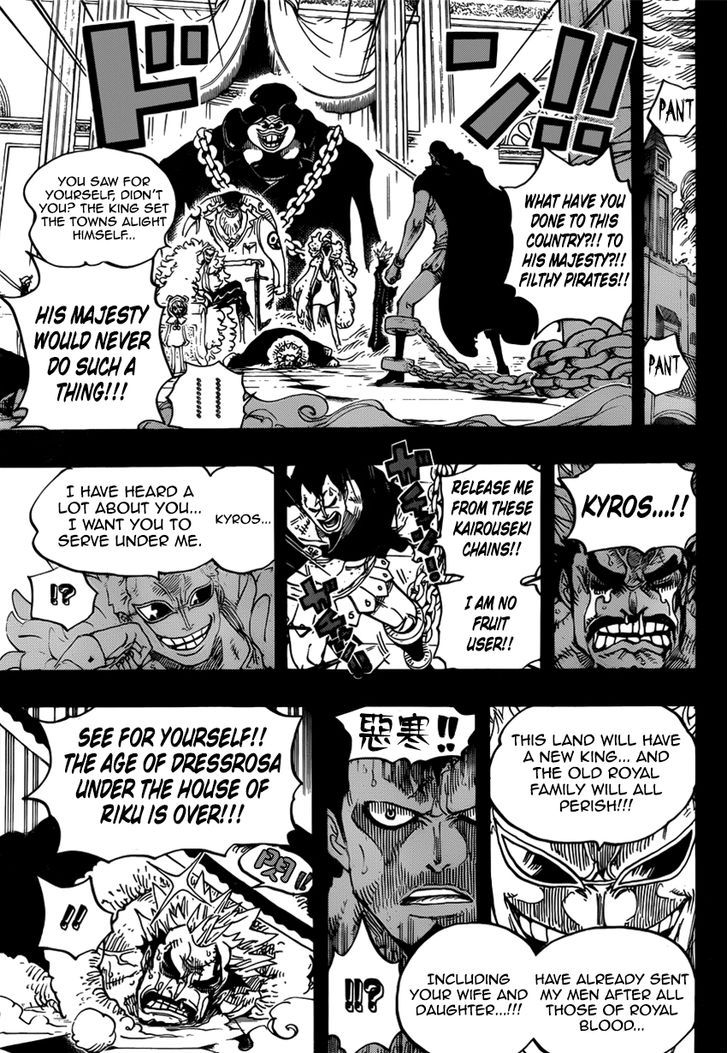 PANT
PANT
ドン!!
WHAT HAVE YOU
DONE TO THIS
COUNTRY?!! TO
HIS MAJESTY?!
FILTHY PIRATES!!
YOU SAW FOR
YOURSELF, DIDN'T
YOU? THE KING SET
THE TOWNS ALIGHT
HIMSELF...
HIS MAJESTY
WOULD NEVER
DO SUCH A
THING!!!
KYROS...!!
RELEASE ME
FROM THESE
KAIROUSEKI
CHAINS!!
I AM NO
FRUIT
USER!!
KYROS...
I HAVE HEARD A
LOT ABOUT YOU...
I WANT YOU TO
SERVE UNDER ME.
!?
THIS LAND WILL HAVE
A NEW KING... AND
THE OLD ROYAL
FAMILY WILL ALL
PERISH!!!
HAVE ALREADY SENT
MY MEN AFTER ALL
THOSE OF ROYAL
BLOOD...
INCLUDING
YOUR WIFE AND
DAUGHTER...!!!
悪寒!!
!!?
SEE FOR YOURSELF!!
THE AGE OF DRESSROSA
UNDER THE HOUSE OF
RIKU IS OVER!!!
!!